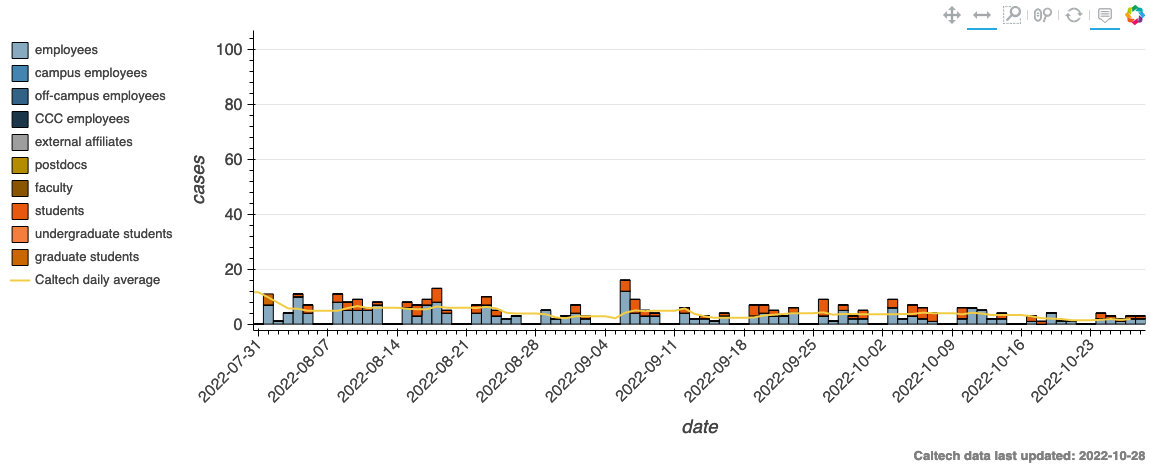 employees
campus employees
off-campus employees
CCC employees
external affiliates
postdocs
faculty
students
undergraduate students
graduate students
Caltech daily average
cases
100
80
60
40
20
0
2022-07-31
2022-08-07
2022-08-14
2022-08-21
2022-08-28
2022-09-04
2022-09-11
2022-09-18
2022-09-25
2022-10-02
2022-10-09
2022-10-16
2022-10-23
date
Caltech data last updated: 2022-10-28